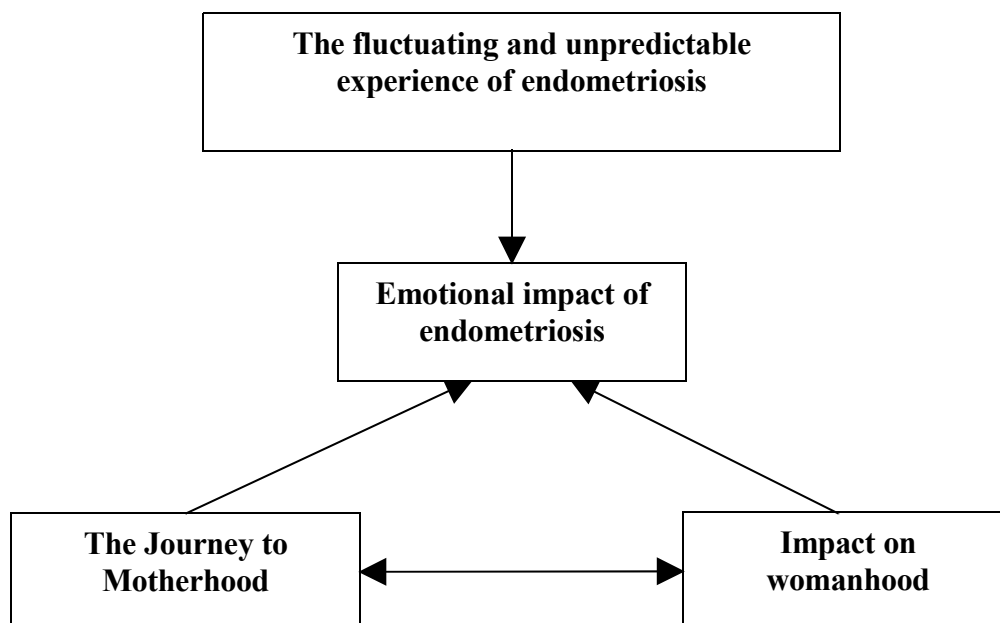 The fluctuating and unpredictable
experience of endometriosis
Emotional impact of
endometriosis
The Journey to
Motherhood
Impact on
womanhood